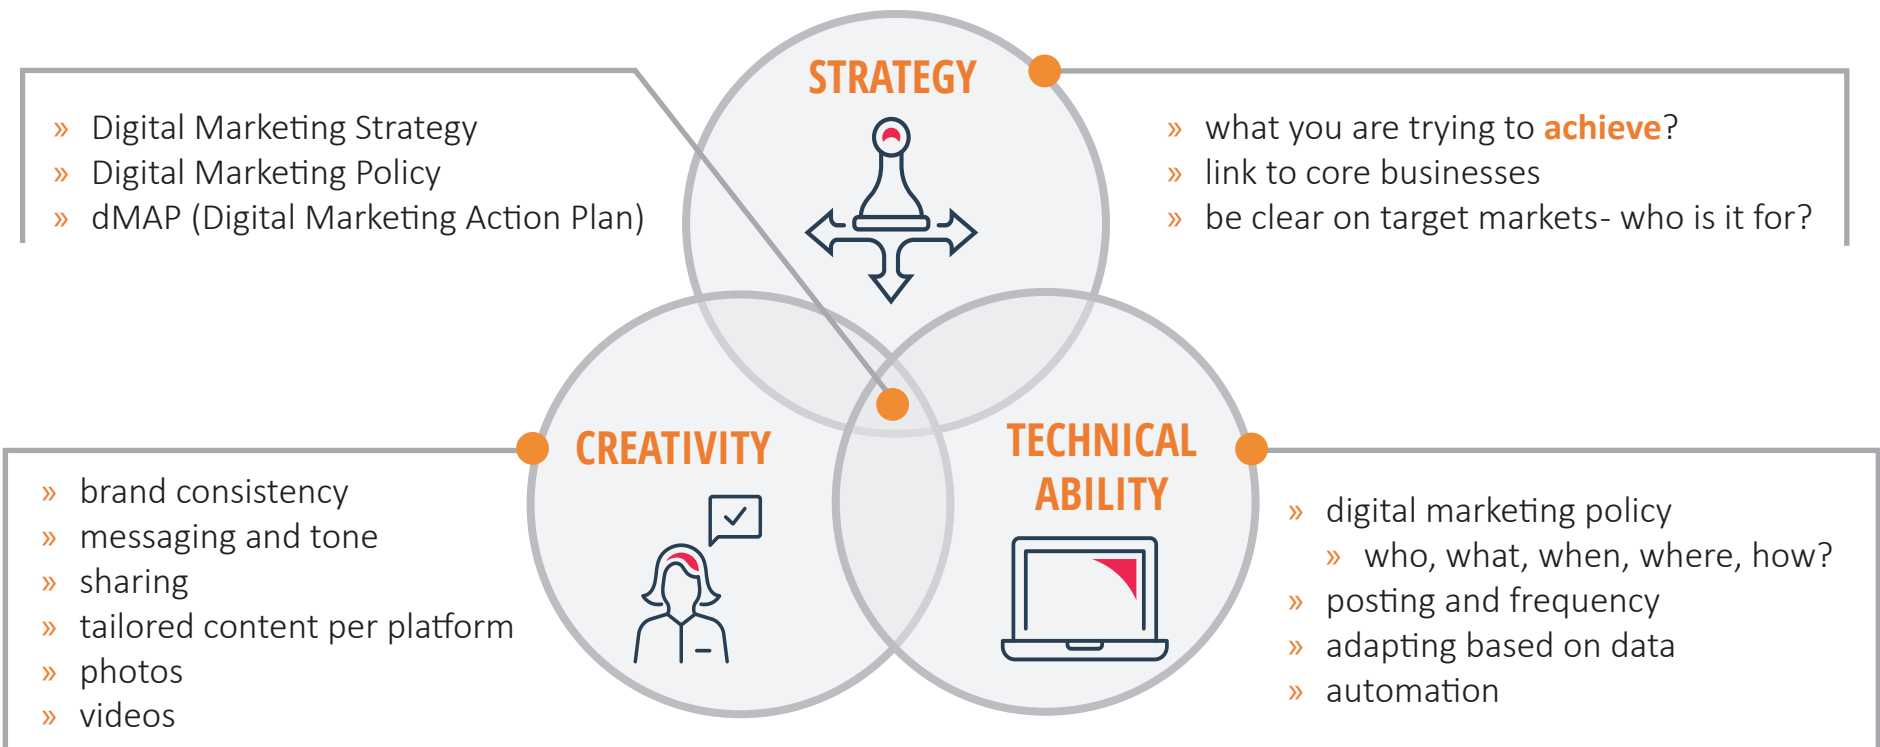 STRATEGY
» Digital Marketing Strategy
» Digital Marketing Policy
» dMAP (Digital Marketing Action Plan)
» what you are trying to achieve?
» link to core businesses
» be clear on target markets- who is it for?
CREATIVITY
» brand consistency
» messaging and tone
» sharing
» tailored content per platform
» photos
» videos
TECHNICAL
ABILITY
» digital marketing policy
» who, what, when, where, how?
» posting and frequency
» adapting based on data
» automation